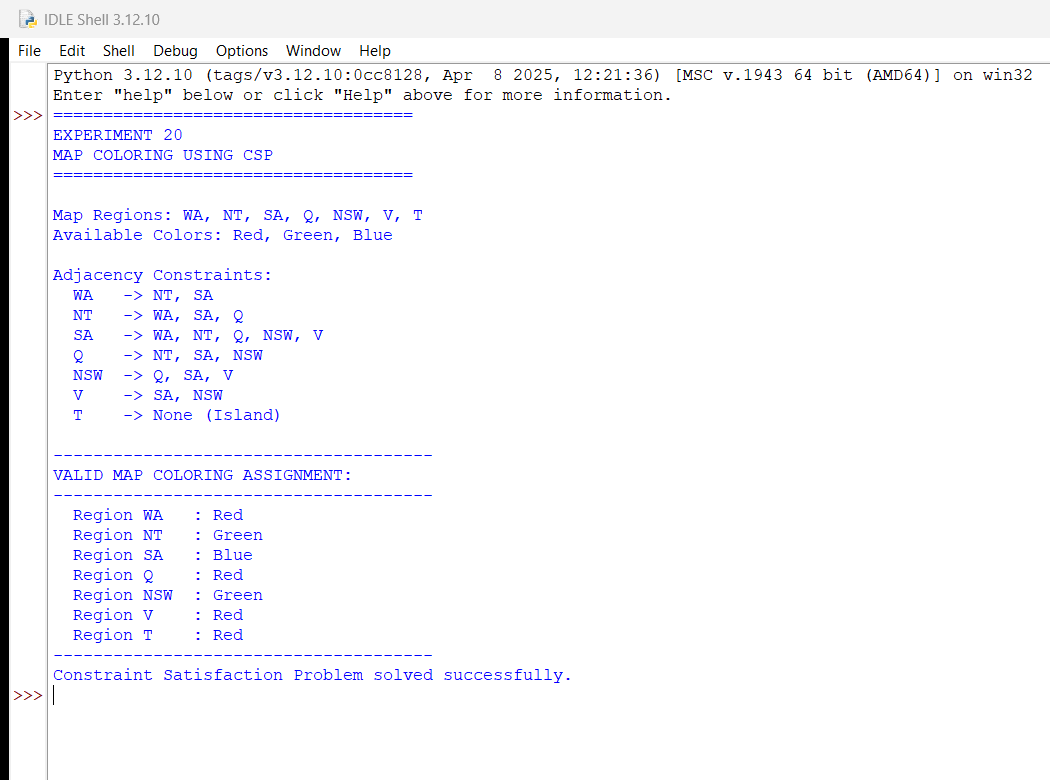 IDLE Shell 3.12.10
File Edit Shell Debug Options Window Help
Python 3.12.10 (tags/v3.12.10:0cc8128, Apr  8 2025, 12:21:36) [MSC v.1943 64 bit (AMD64)] on win32
Enter "help" below or click "Help" above for more information.
>>> ====================================
EXPERIMENT 20
MAP COLORING USING CSP
====================================
Map Regions: WA, NT, SA, Q, NSW, V, T
Available Colors: Red, Green, Blue
Adjacency Constraints:
  WA   -> NT, SA
  NT   -> WA, SA, Q
  SA   -> WA, NT, Q, NSW, V
  Q    -> NT, SA, NSW
  NSW  -> Q, SA, V
  V    -> SA, NSW
  T    -> None (Island)
--------------------------------------
VALID MAP COLORING ASSIGNMENT:
--------------------------------------
  Region WA   : Red
  Region NT   : Green
  Region SA   : Blue
  Region Q    : Red
  Region NSW  : Green
  Region V    : Red
  Region T    : Red
--------------------------------------
Constraint Satisfaction Problem solved successfully.
>>>